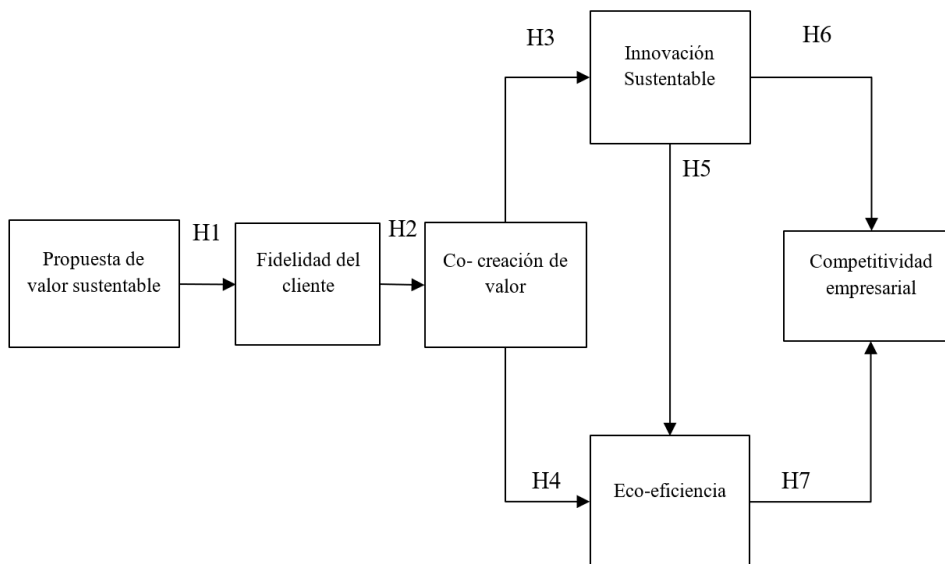 H3
Innovación
Sustentable
H6
H5
H1
H2
Propuesta de
valor sustentable
Fidelidad del
cliente
Co- creación de
valor
Competitividad
empresarial
H4
Eco-eficiencia
H7